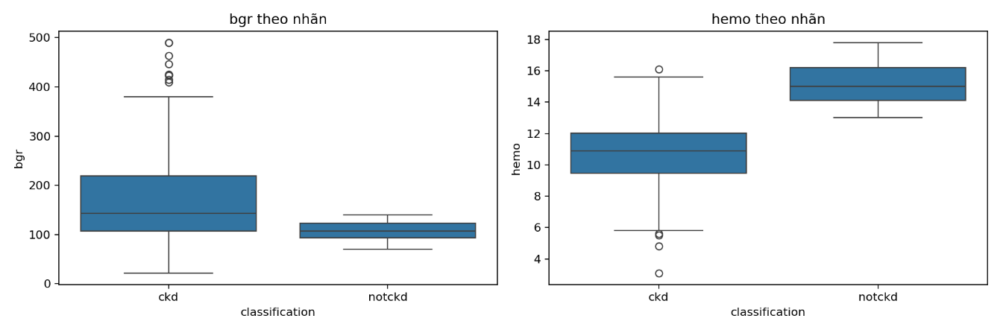 bgr theo nhãn
500
400
300
200
100
0
bgr
ckd
notckd
classification
hemo theo nhãn
18
16
14
12
10
8
6
4
hemo
ckd
notckd
classification